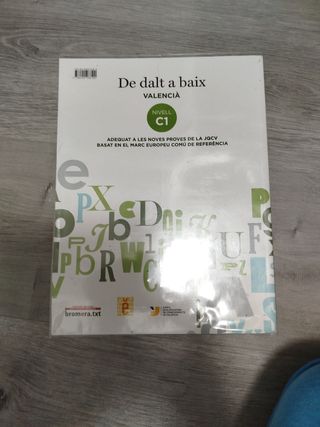 De dalt a baix
VALENCIÀ
NIVELL
C1
ADEQUAT A LES NOVES PROVES DE LA JQCV
BASAT EN EL MARC EUROPEU COMÚ DE REFERÈNCIA
bromera.txt